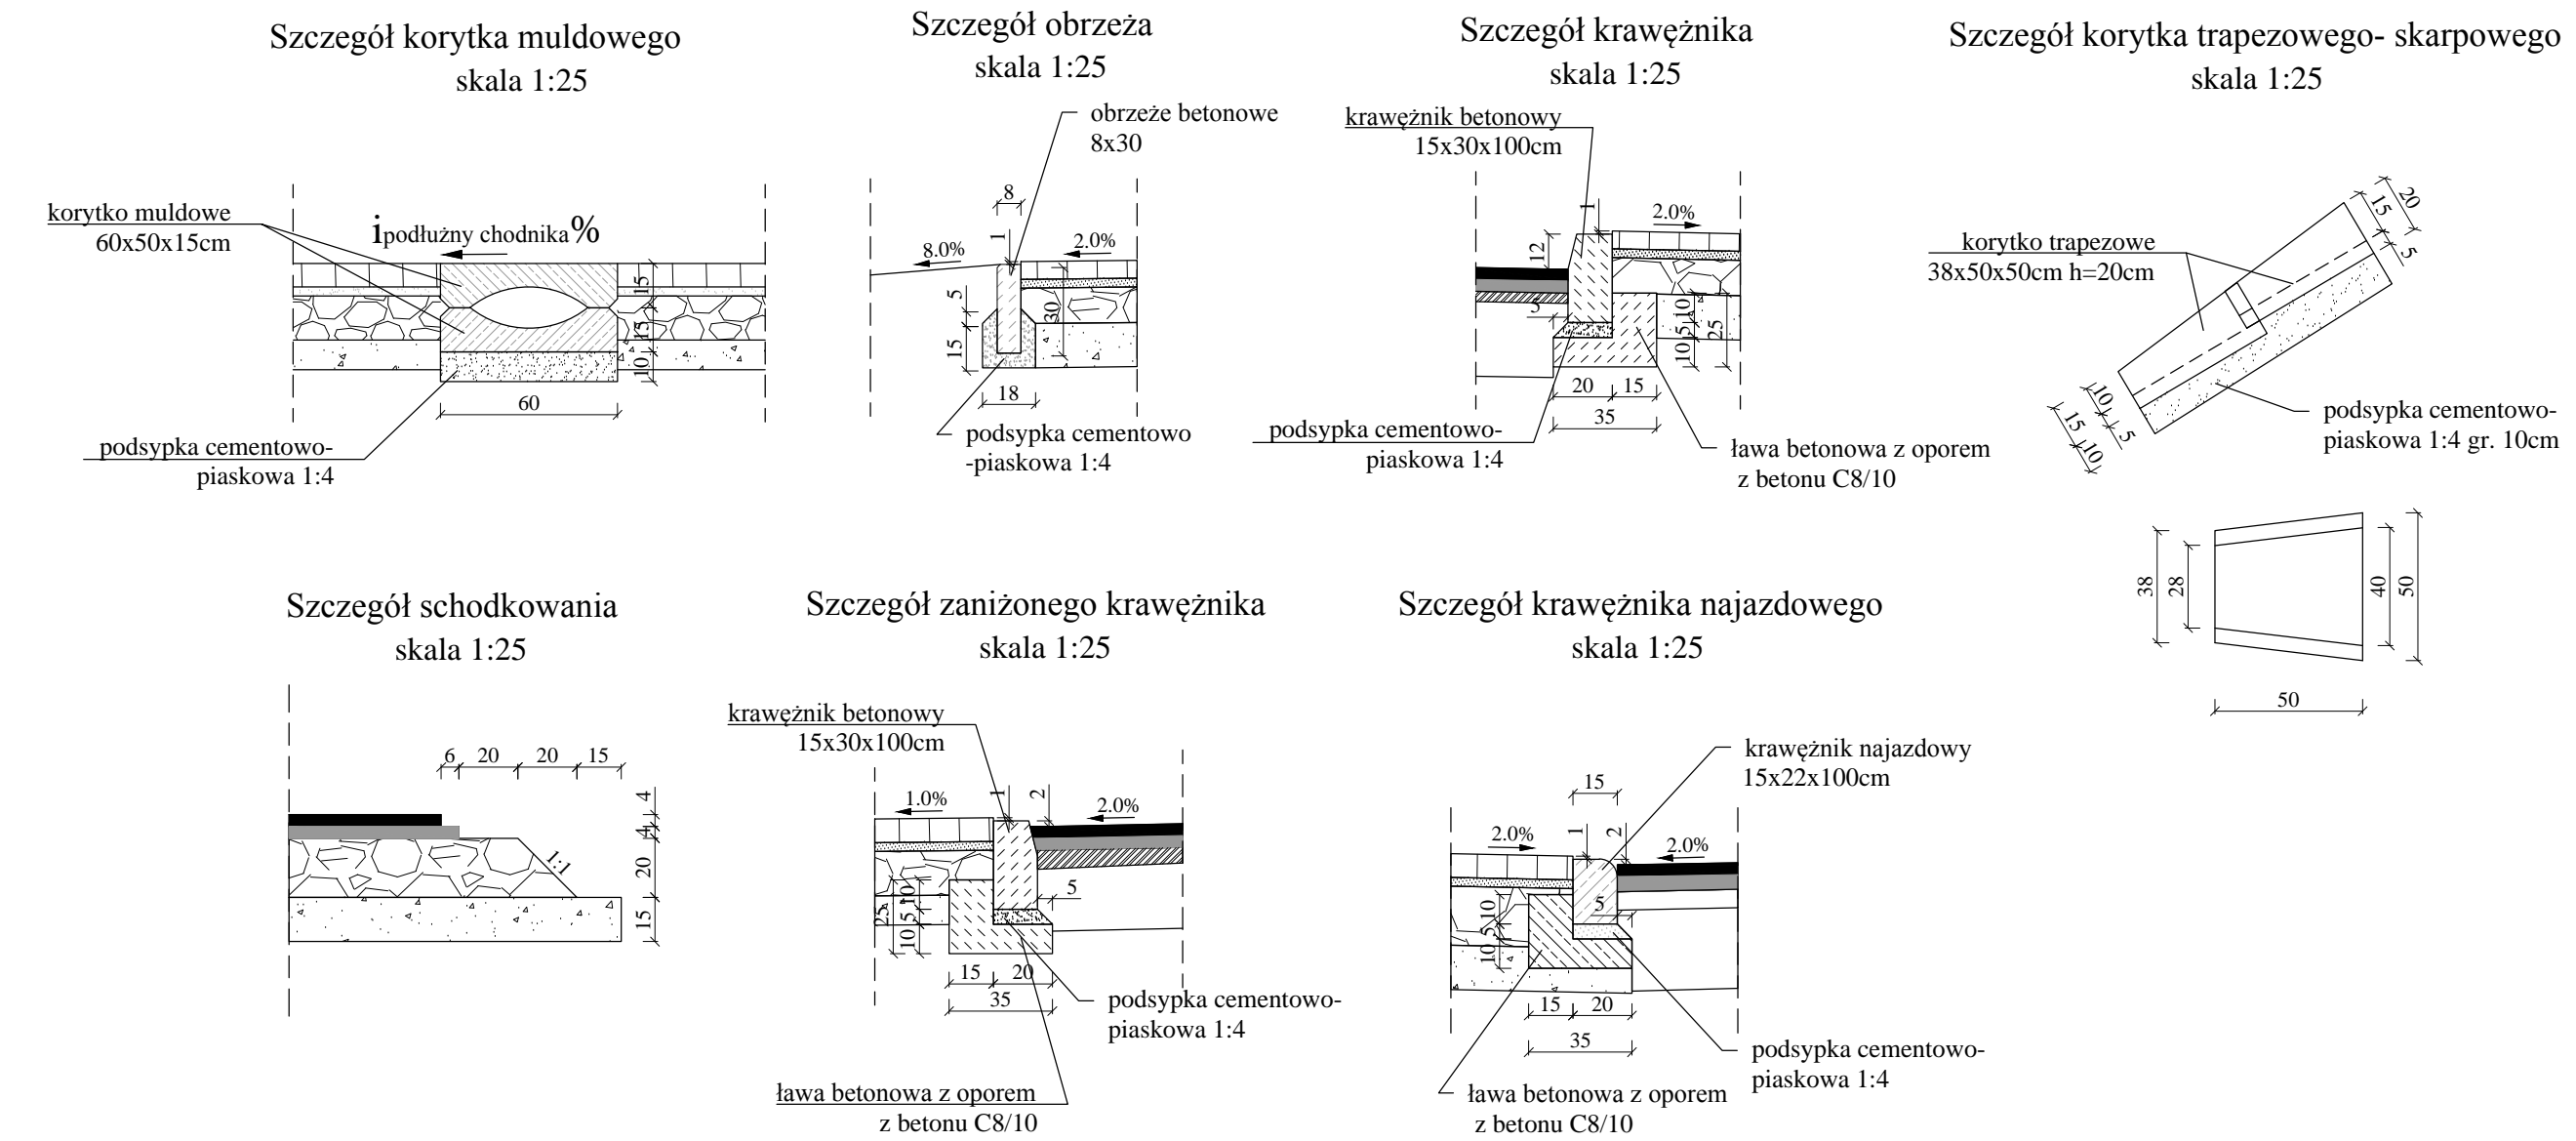 Szczegół korytka muldowego
skala 1:25
korytko muldowe
60x50x15cm
ipodłużny chodnika%
15
15
10
60
podsypka cementowo-
piaskowa 1:4
Szczegół obrzeża
skala 1:25
obrzeże betonowe
8x30
8
1
8.0%
2.0%
5
30
15
18
podsypka cementowo
-piaskowa 1:4
Szczegół krawężnika
skala 1:25
krawężnik betonowy
15x30x100cm
1
2.0%
12
5
10
15
10
25
20
15
35
podsypka cementowo-
piaskowa 1:4
ława betonowa z oporem
z betonu C8/10
Szczegół korytka trapezowego- skarpowego
skala 1:25
20
15
5
korytko trapezowe
38x50x50cm h=20cm
10
5
15
10
podsypka cementowo-
piaskowa 1:4 gr. 10cm
38
28
40
50
50
Szczegół schodkowania
skala 1:25
6
20
20
15
4
4
20
15
1:1
Szczegół zaniżonego krawężnika
skala 1:25
krawężnik betonowy
15x30x100cm
1
2
1.0%
2.0%
5
10
15
10
25
15
20
35
podsypka cementowo-
piaskowa 1:4
ława betonowa z oporem
z betonu C8/10
Szczegół krawężnika najazdowego
skala 1:25
krawężnik najazdowy
15x22x100cm
15
1
2
2.0%
2.0%
5
10
5
10
15
20
35
podsypka cementowo-
piaskowa 1:4
ława betonowa z oporem
z betonu C8/10